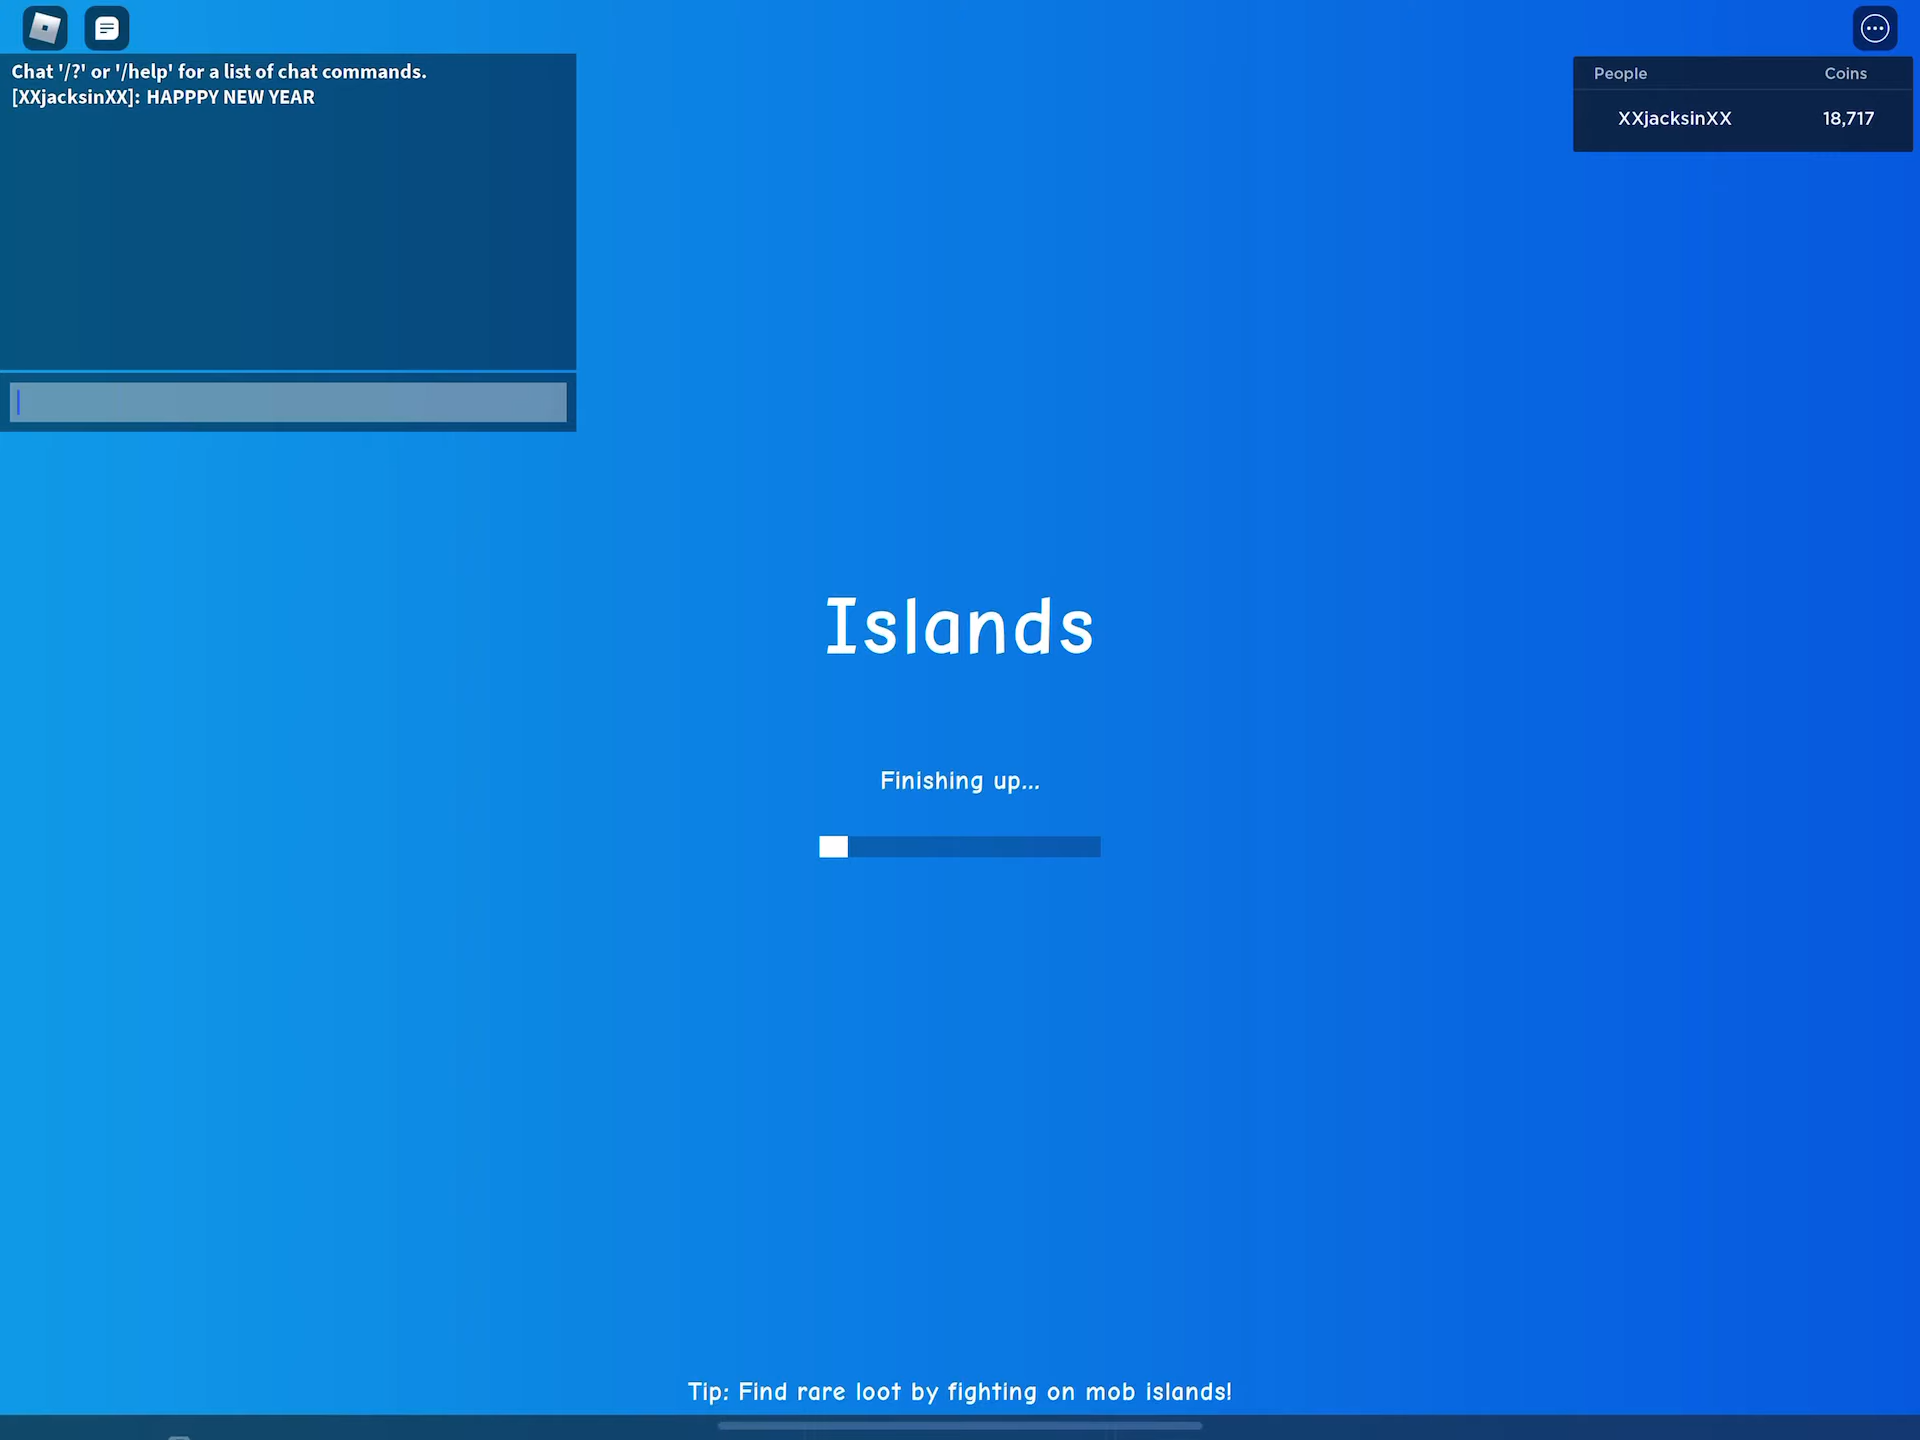 Chat '/?' or '/help' for a list of chat commands.
[XXjacksinXX]: HAPPPY NEW YEAR
People Coins
XXjacksinXX 18,717
Islands
Finishing up...
Tip: Find rare loot by fighting on mob islands!